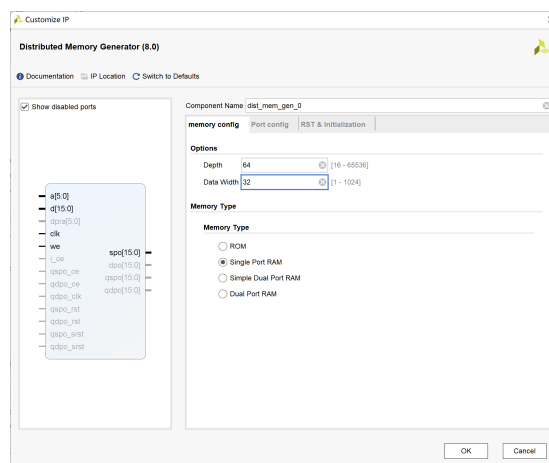 Customize IP
Distributed Memory Generator (8.0)
Documentation IP Location Switch to Defaults
Show disabled ports
Component Name dist_mem_gen_0
memory config Port config RST & Initialization
Options
Depth 64 [16 - 65536]
Data Width 32 [1 - 1024]
Memory Type
Memory Type
ROM
Single Port RAM
Simple Dual Port RAM
Dual Port RAM
a[5:0]
d[15:0]
dpra[5:0]
clk
we
i_ce
qspo_ce
qdpo_ce
qdpo_clk
qspo_rst
qdpo_rst
qspo_srst
qdpo_srst
spo[15:0]
dpo[15:0]
qspo[15:0]
qdpo[15:0]
OK Cancel